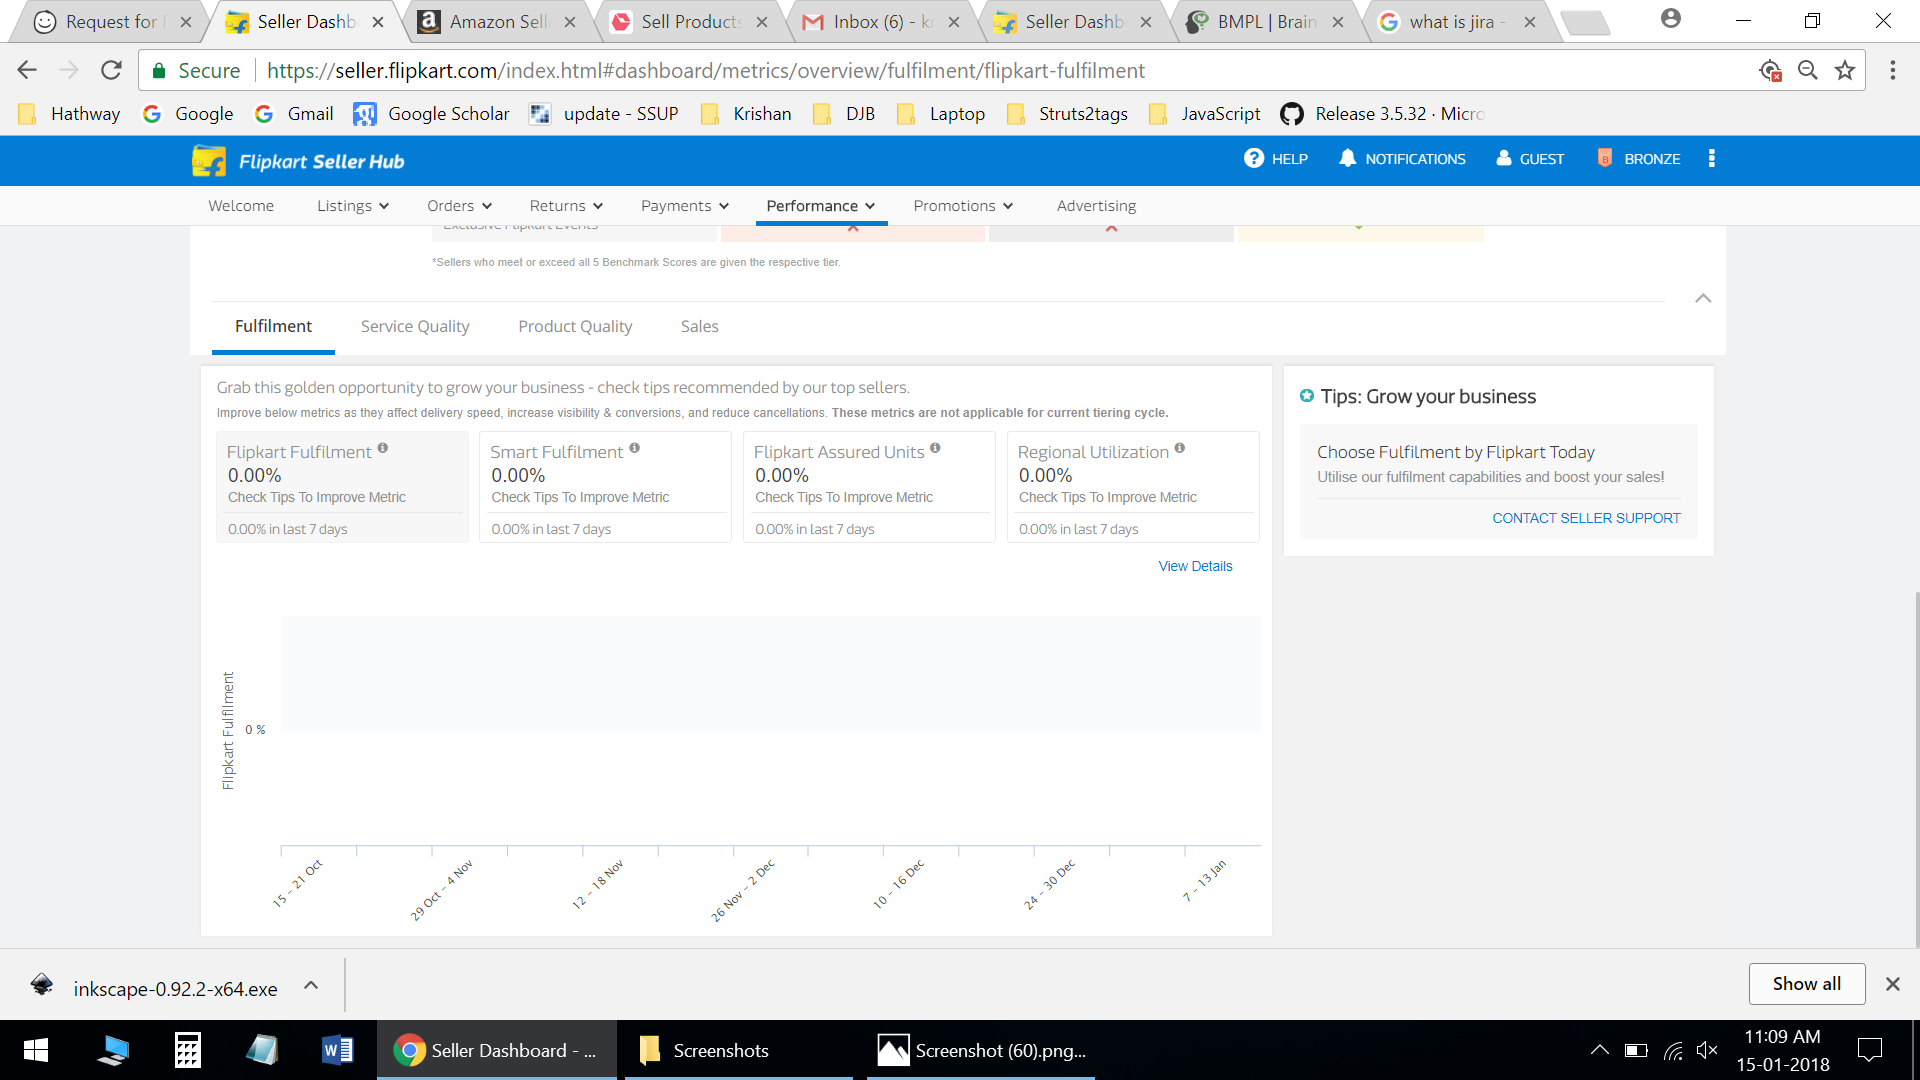 Request for
Seller Dashb
Amazon Sell
Sell Products
Inbox (6) - k
Seller Dashb
BMPL | Brain
what is jira -
Secure
https://seller.flipkart.com/index.html#dashboard/metrics/overview/fulfilment/flipkart-fulfilment
Hathway
Google
Gmail
Google Scholar
update - SSUP
Krishan
DJB
Laptop
Struts2tags
JavaScript
Release 3.5.32 · Micro
Flipkart Seller Hub
HELP
NOTIFICATIONS
GUEST
BRONZE
Welcome
Listings
Orders
Returns
Payments
Performance
Promotions
Advertising
Exclusive Flipkart Events
*Sellers who meet or exceed all 5 Benchmark Scores are given the respective tier.
Fulfilment
Service Quality
Product Quality
Sales
Grab this golden opportunity to grow your business - check tips recommended by our top sellers.
Improve below metrics as they affect delivery speed, increase visibility & conversions, and reduce cancellations. These metrics are not applicable for current tiering cycle.
Flipkart Fulfilment
0.00%
Check Tips To Improve Metric
0.00% in last 7 days
Smart Fulfilment
0.00%
Check Tips To Improve Metric
0.00% in last 7 days
Flipkart Assured Units
0.00%
Check Tips To Improve Metric
0.00% in last 7 days
Regional Utilization
0.00%
Check Tips To Improve Metric
0.00% in last 7 days
View Details
Tips: Grow your business
Choose Fulfilment by Flipkart Today
Utilise our fulfilment capabilities and boost your sales!
CONTACT SELLER SUPPORT
Flipkart Fulfilment
0 %
15 - 21 Oct
29 Oct - 4 Nov
12 - 18 Nov
26 Nov - 2 Dec
10 - 16 Dec
24 - 30 Dec
7 - 13 Jan
inkscape-0.92.2-x64.exe
Show all
Seller Dashboard - ...
Screenshots
Screenshot (60).png...
11:09 AM
15-01-2018